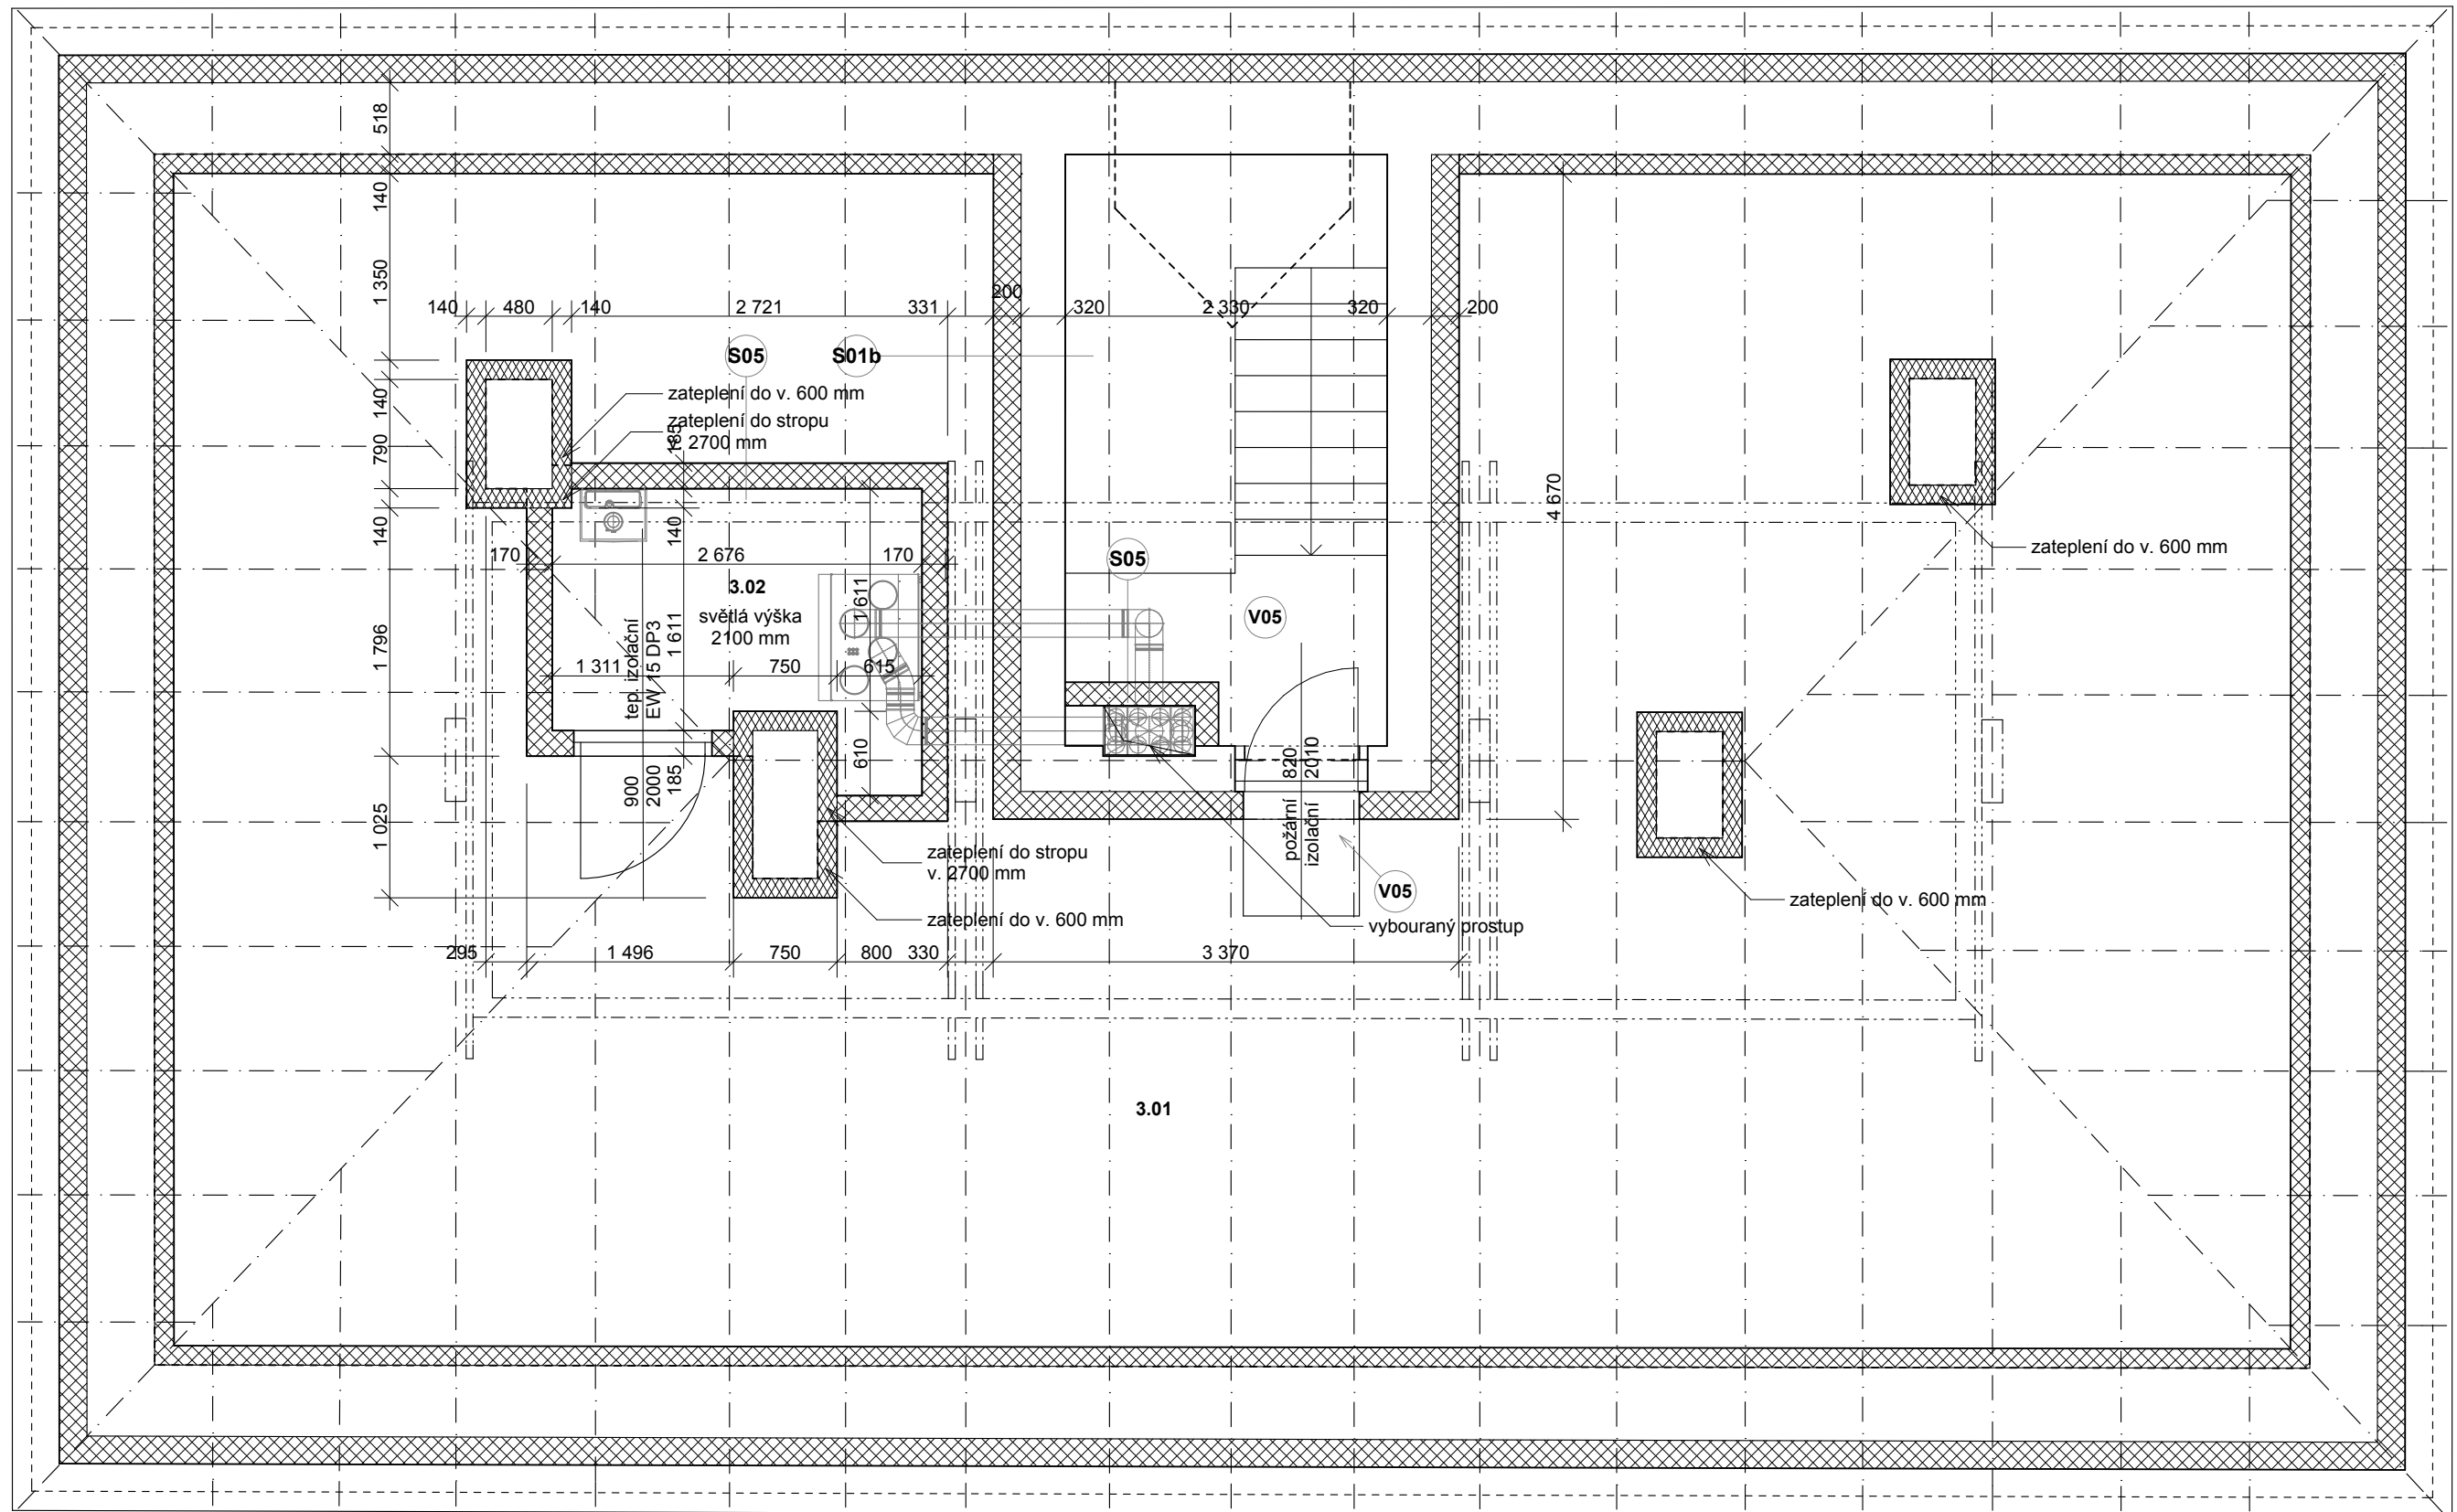 518
140
1 350
140
790
140
1 796
1 025
140
480
140
2 721
331
200
320
2 330
320
200
S05
S01b
zateplení do v. 600 mm
zateplení do stropu
v. 2700 mm
185
140
170
2 676
170
3.02
světlá výška
2100 mm
1 611
1 611
tep. izolační
EW 15 DP3
1 311
750
615
610
900
2000
185
S05
V05
820
2010
požární
izolační
V05
vybouraný prostup
4 670
zateplení do v. 600 mm
zateplení do v. 600 mm
zateplení do stropu
v. 2700 mm
zateplení do v. 600 mm
295
1 496
750
800
330
3 370
3.01